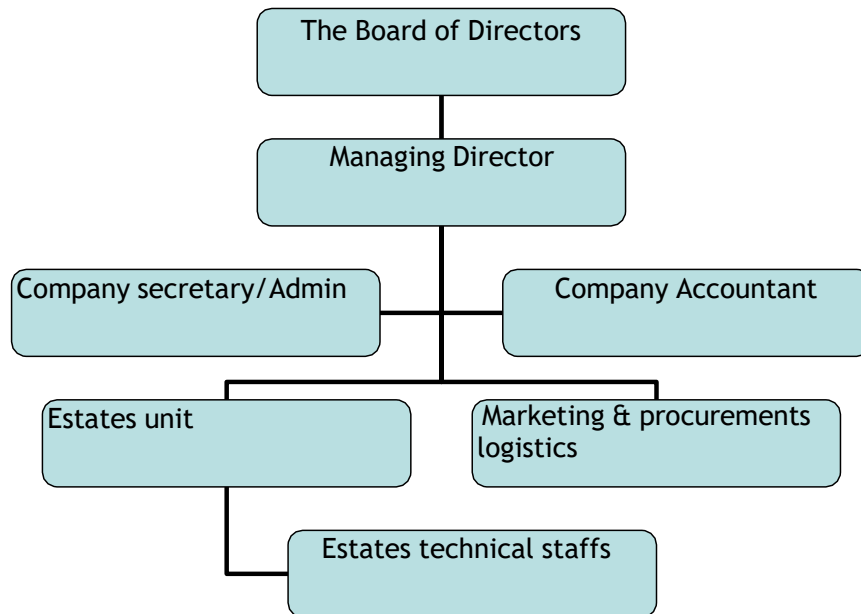 The Board of Directors
Managing Director
Company secretary/Admin
Company Accountant
Estates unit
Marketing & procurements
logistics
Estates technical staffs